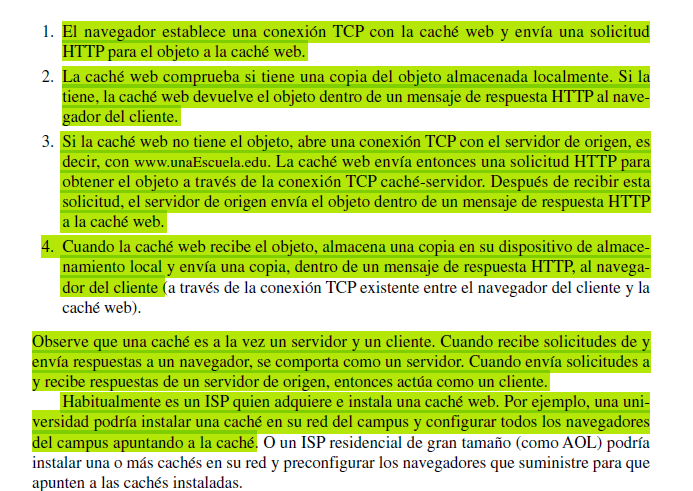 1. El navegador establece una conexión TCP con la caché web y envía una solicitud
HTTP para el objeto a la caché web.
2. La caché web comprueba si tiene una copia del objeto almacenada localmente. Si la
tiene, la caché web devuelve el objeto dentro de un mensaje de respuesta HTTP al nave-
gador del cliente.
3. Si la caché web no tiene el objeto, abre una conexión TCP con el servidor de origen, es
decir, con www.unaEscuela.edu. La caché web envía entonces una solicitud HTTP para
obtener el objeto a través de la conexión TCP caché-servidor. Después de recibir esta
solicitud, el servidor de origen envía el objeto dentro de un mensaje de respuesta HTTP
a la caché web.
4. Cuando la caché web recibe el objeto, almacena una copia en su dispositivo de almace-
namiento local y envía una copia, dentro de un mensaje de respuesta HTTP, al navega-
dor del cliente (a través de la conexión TCP existente entre el navegador del cliente y la
caché web).
Observe que una caché es a la vez un servidor y un cliente. Cuando recibe solicitudes de y
envía respuestas a un navegador, se comporta como un servidor. Cuando envía solicitudes a
y recibe respuestas de un servidor de origen, entonces actúa como un cliente.
Habitualmente es un ISP quien adquiere e instala una caché web. Por ejemplo, una uni-
versidad podría instalar una caché en su red del campus y configurar todos los navegadores
del campus apuntando a la caché. O un ISP residencial de gran tamaño (como AOL) podría
instalar una o más cachés en su red y preconfigurar los navegadores que suministre para que
apunten a las cachés instaladas.